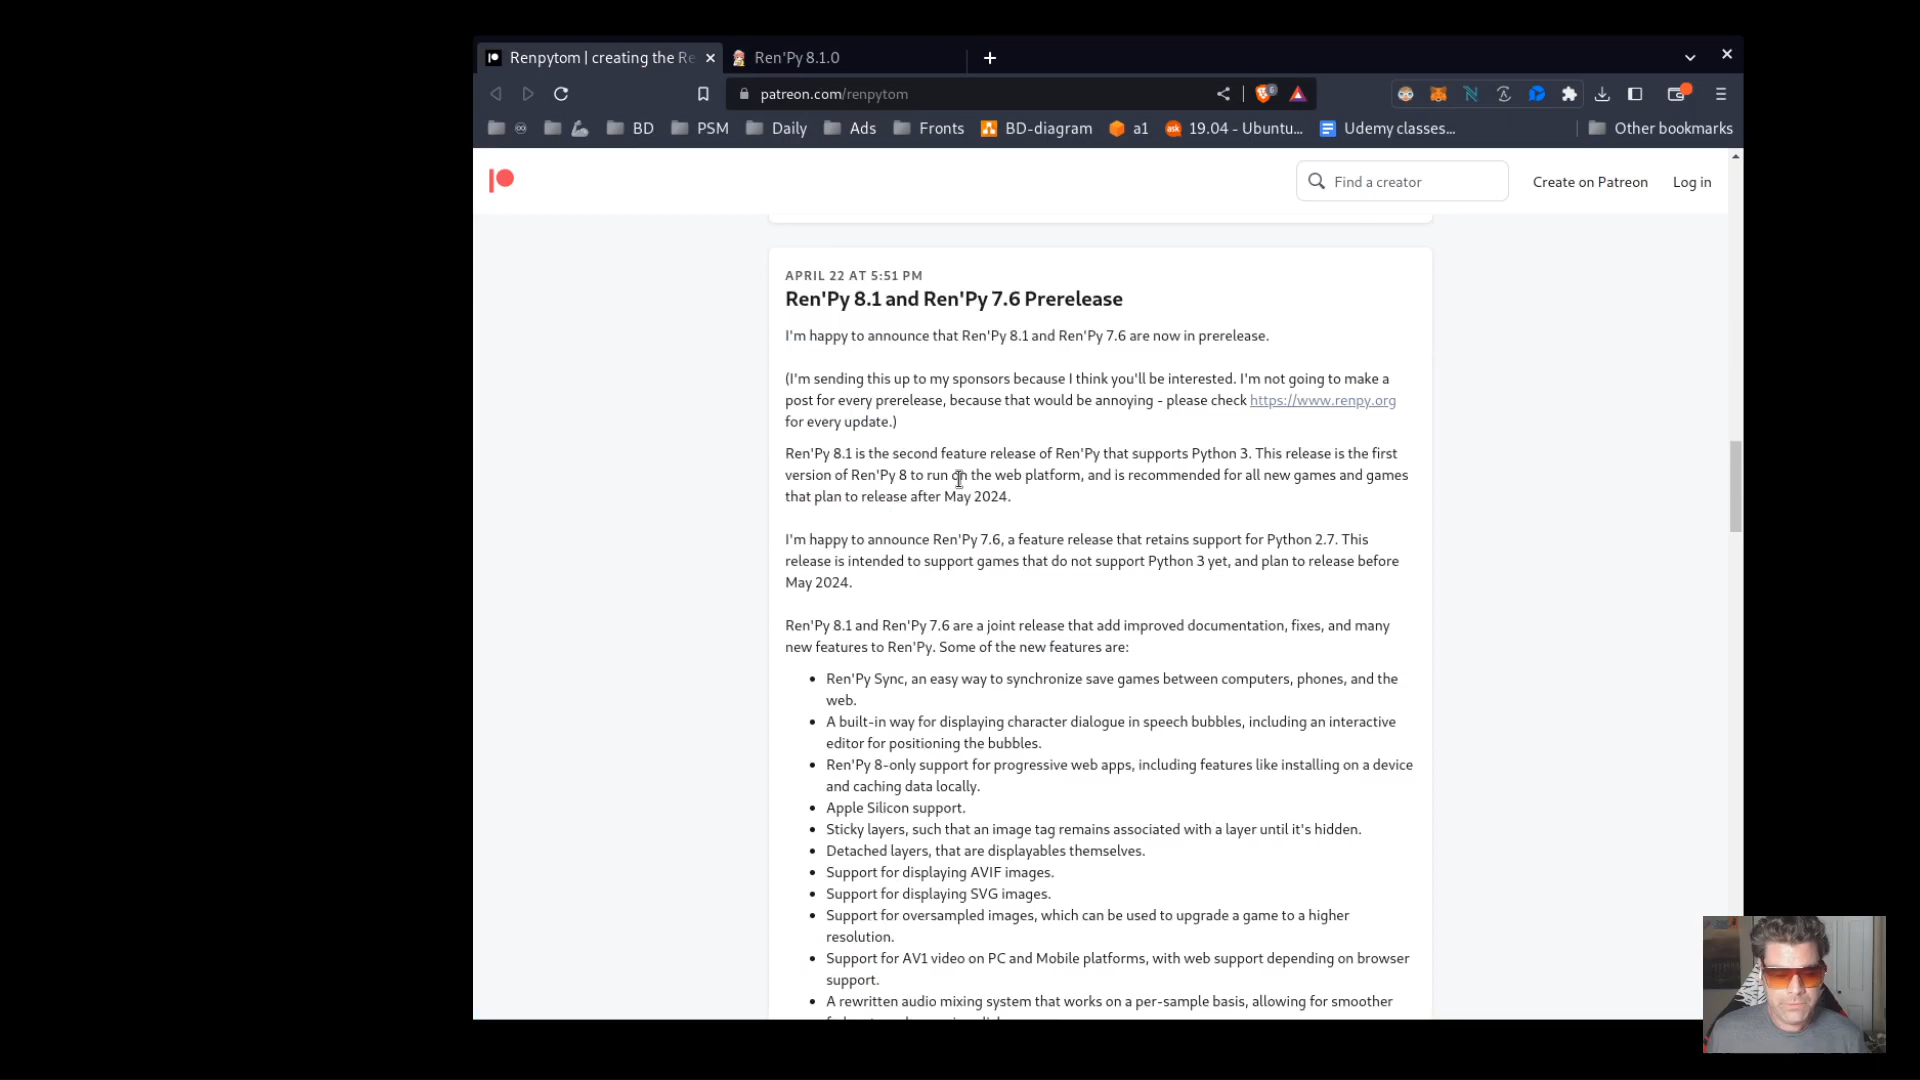 Renpytom | creating the Re
Ren'Py 8.1.0
patreon.com/renpytom
6
BD
PSM
Daily
Ads
Fronts
BD-diagram
a1
ask
19.04 - Ubuntu...
Udemy classes...
Other bookmarks
Find a creator
Create on Patreon
Log in
APRIL 22 AT 5:51 PM
Ren'Py 8.1 and Ren'Py 7.6 Prerelease
I'm happy to announce that Ren'Py 8.1 and Ren'Py 7.6 are now in prerelease.
(I'm sending this up to my sponsors because I think you'll be interested. I'm not going to make a
post for every prerelease, because that would be annoying - please check https://www.renpy.org
for every update.)
Ren'Py 8.1 is the second feature release of Ren'Py that supports Python 3. This release is the first
version of Ren'Py 8 to run on the web platform, and is recommended for all new games and games
that plan to release after May 2024.
I'm happy to announce Ren'Py 7.6, a feature release that retains support for Python 2.7. This
release is intended to support games that do not support Python 3 yet, and plan to release before
May 2024.
Ren'Py 8.1 and Ren'Py 7.6 are a joint release that add improved documentation, fixes, and many
new features to Ren'Py. Some of the new features are:
• Ren'Py Sync, an easy way to synchronize save games between computers, phones, and the
web.
• A built-in way for displaying character dialogue in speech bubbles, including an interactive
editor for positioning the bubbles.
• Ren'Py 8-only support for progressive web apps, including features like installing on a device
and caching data locally.
• Apple Silicon support.
• Sticky layers, such that an image tag remains associated with a layer until it's hidden.
• Detached layers, that are displayables themselves.
• Support for displaying AVIF images.
• Support for displaying SVG images.
• Support for oversampled images, which can be used to upgrade a game to a higher
resolution.
• Support for AV1 video on PC and Mobile platforms, with web support depending on browser
support.
• A rewritten audio mixing system that works on a per-sample basis, allowing for smoother